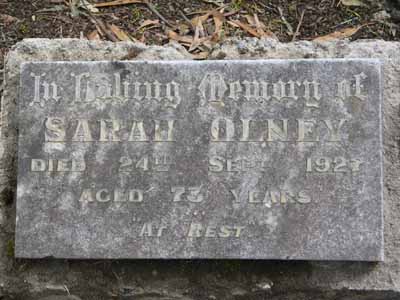 In Loving Memory of
SARAH OLNEY
DIED 24TH SEPT 1927
AGED 73 YEARS
AT REST